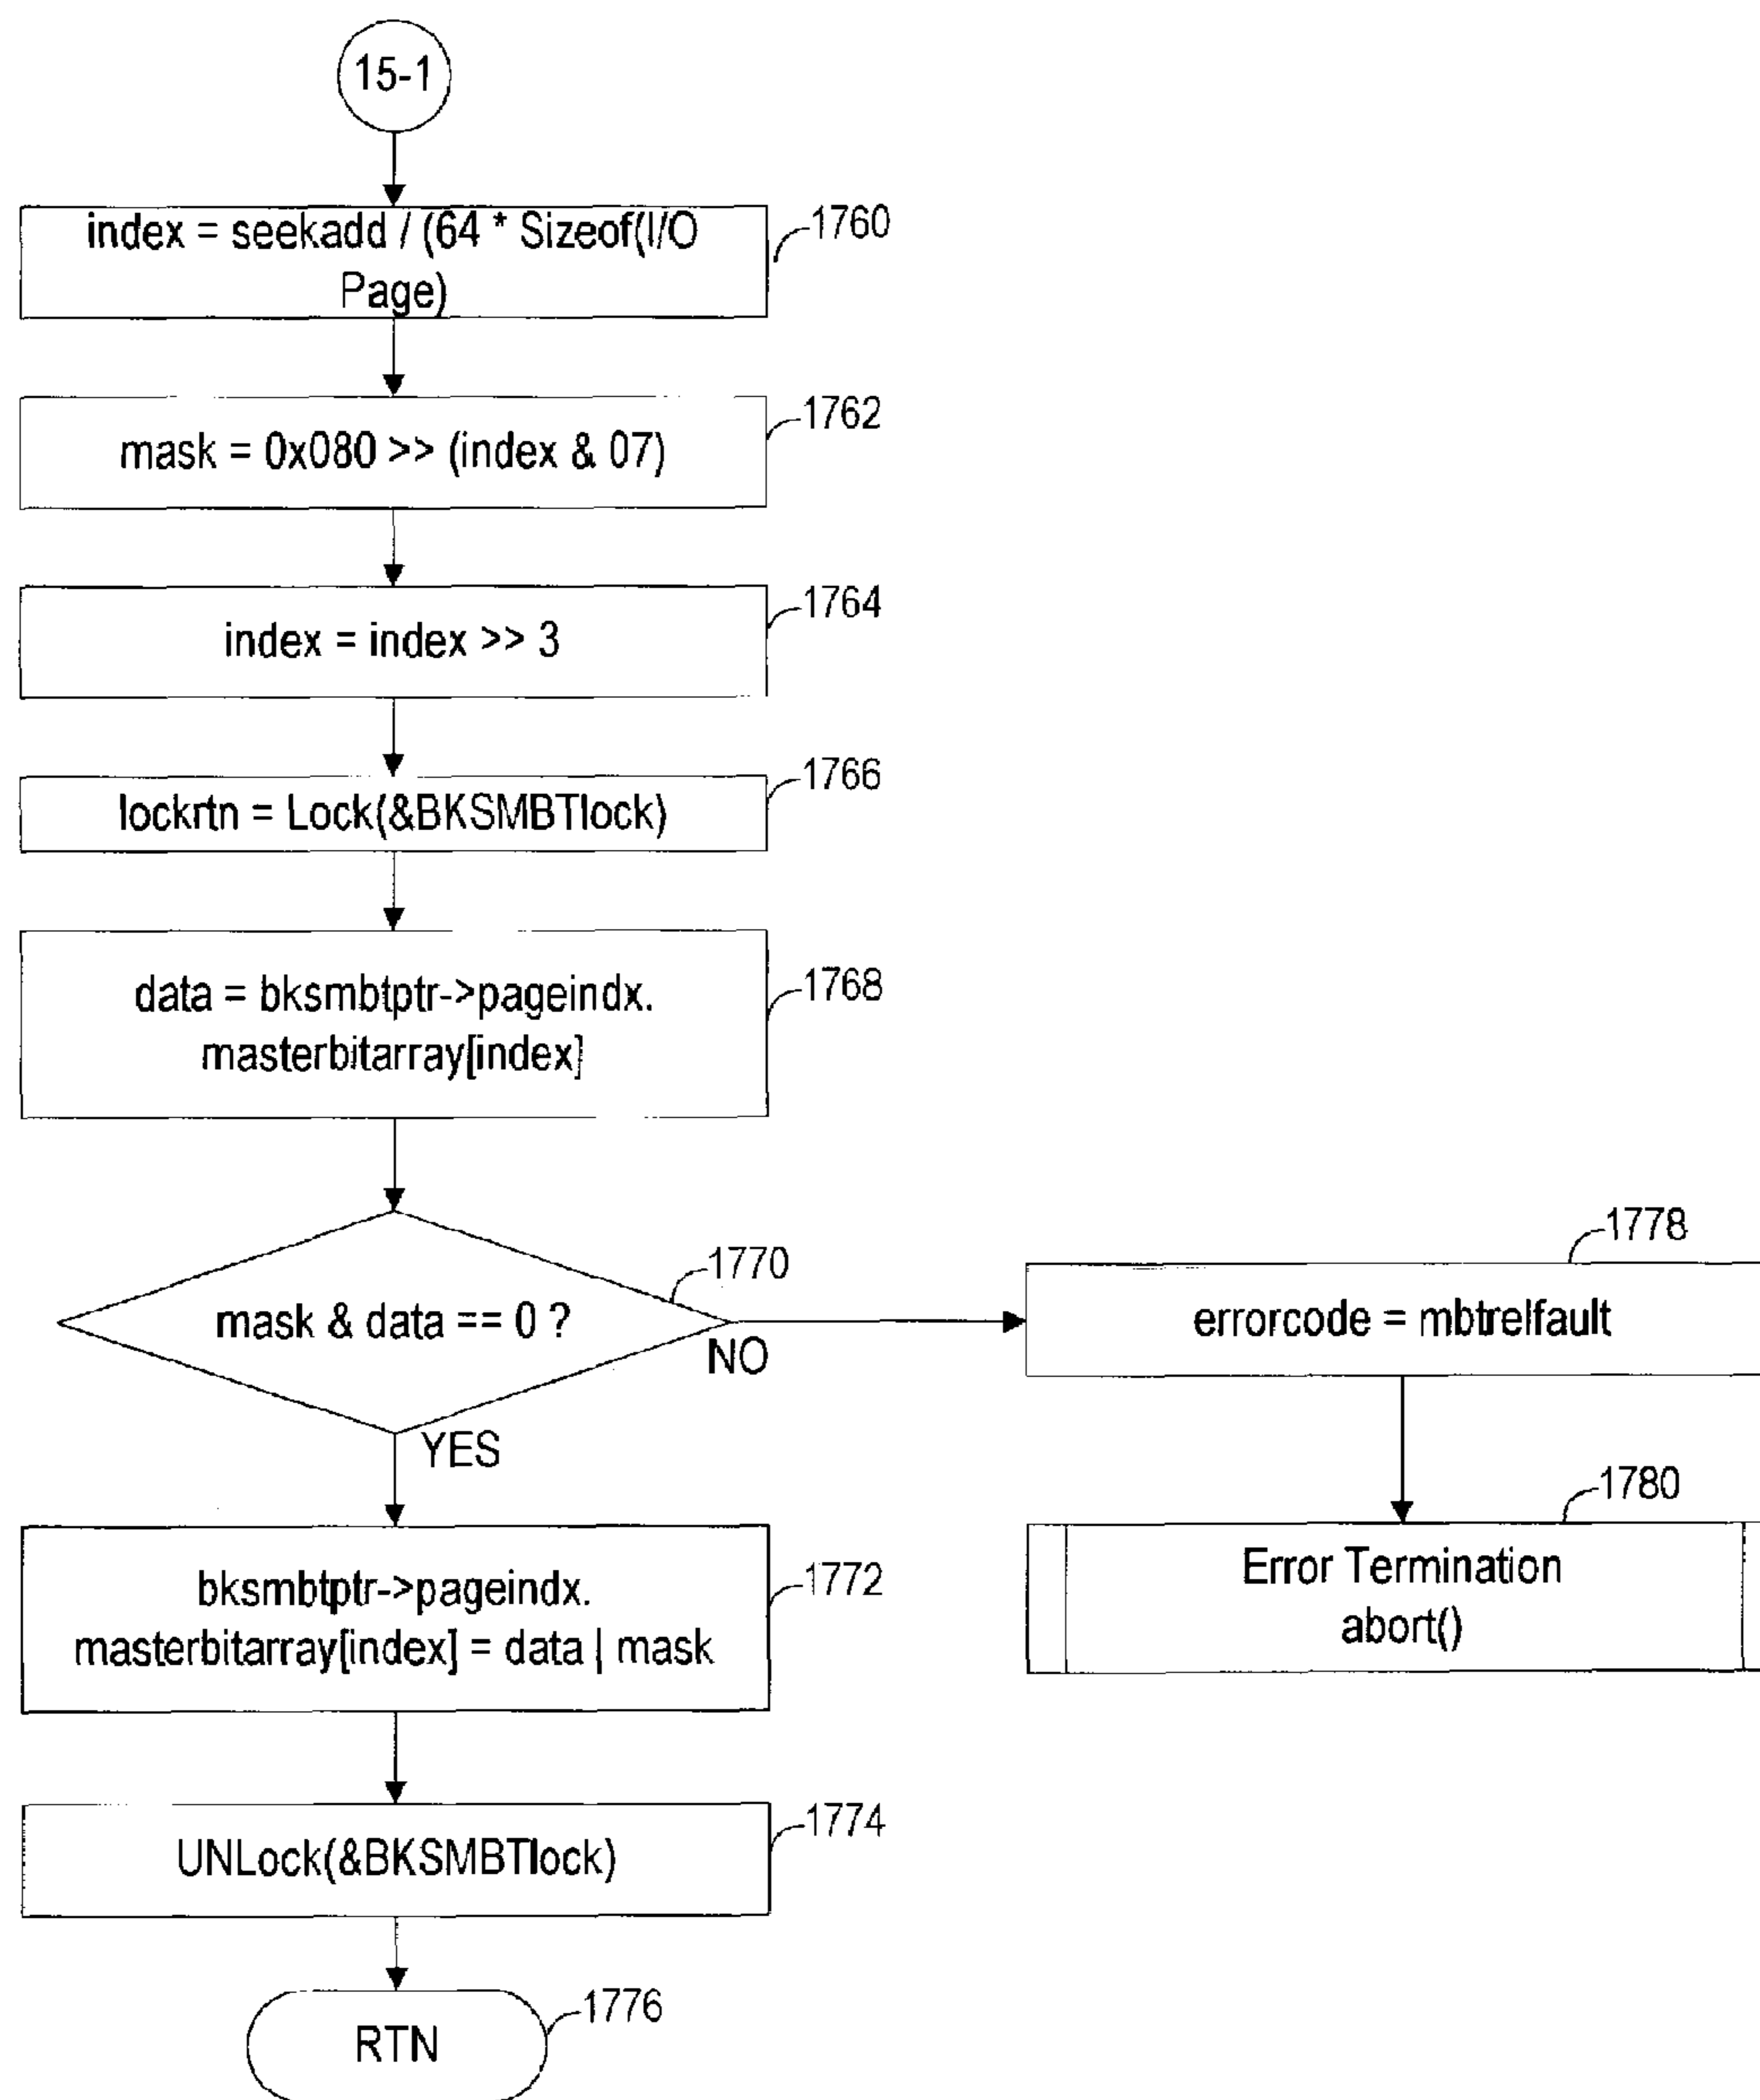 15-1
index = seekadd / (64 * Sizeof(I/O
Page)
1760
mask = 0x080 >> (index & 07)
1762
index = index >> 3
1764
lockrtn = Lock(&BKSMBTlock)
1766
data = bksmbtptr->pageindx.
masterbitarray[index]
1768
mask & data == 0 ?
1770
NO
YES
errorcode = mbtrelfault
1778
Error Termination
abort()
1780
bksmbtptr->pageindx.
masterbitarray[index] = data | mask
1772
UNLock(&BKSMBTlock)
1774
RTN
1776